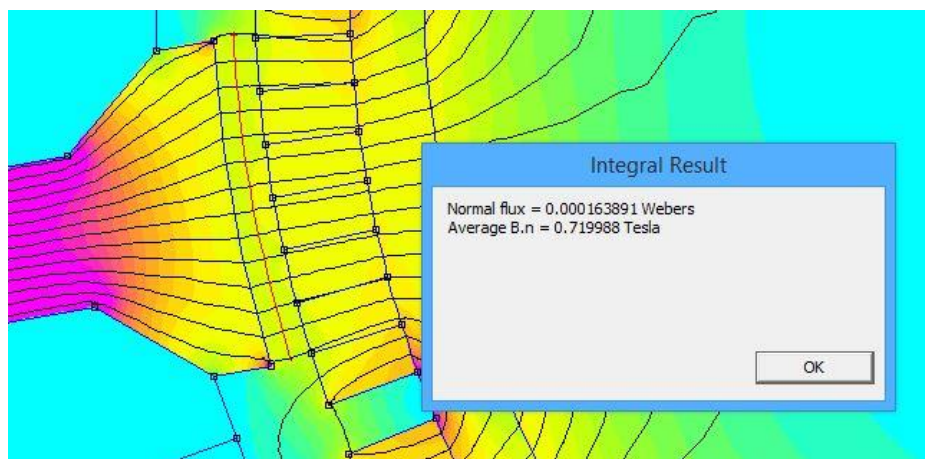 Integral Result
Normal flux = 0.000163891 Webers
Average B.n = 0.719988 Tesla
OK